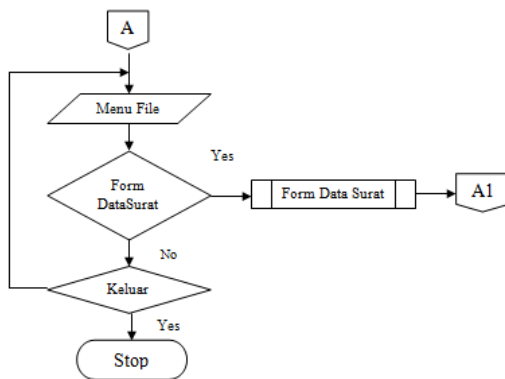 A
Menu File
Yes
Form
DataSurat
Form Data Surat
A1
No
Keluar
Yes
Stop